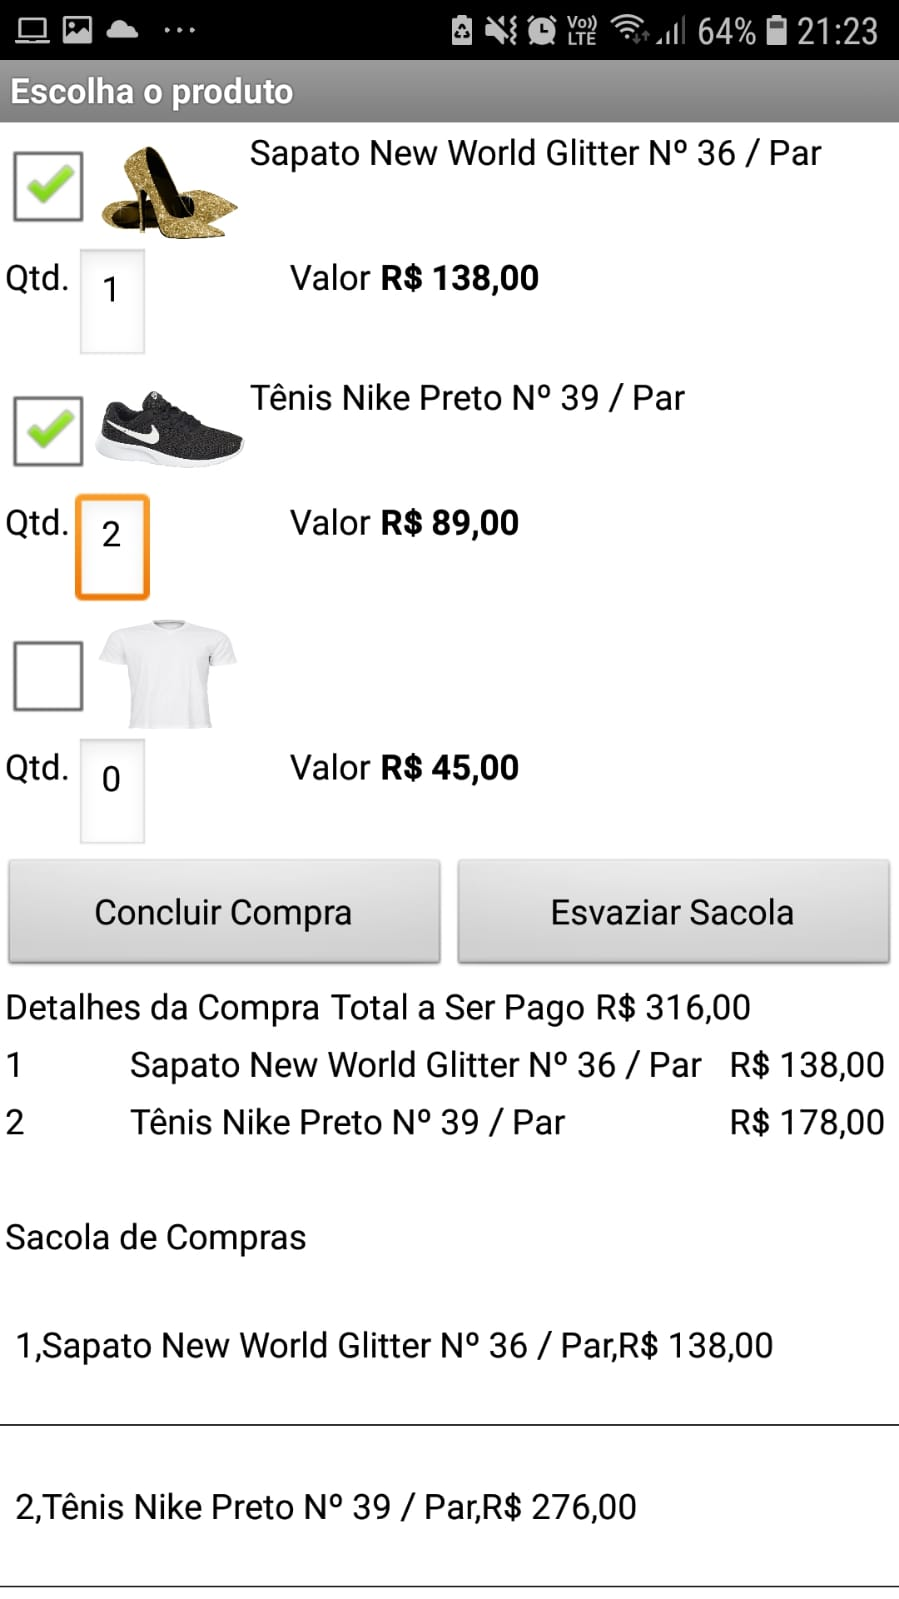 Vo)) LTE 64% 21:23
Escolha o produto
Sapato New World Glitter Nº 36 / Par
Qtd. 1 Valor R$ 138,00
Tênis Nike Preto Nº 39 / Par
Qtd. 2 Valor R$ 89,00
Qtd. 0 Valor R$ 45,00
Concluir Compra Esvaziar Sacola
Detalhes da Compra Total a Ser Pago R$ 316,00
1 Sapato New World Glitter Nº 36 / Par R$ 138,00
2 Tênis Nike Preto Nº 39 / Par R$ 178,00
Sacola de Compras
1,Sapato New World Glitter Nº 36 / Par,R$ 138,00
2,Tênis Nike Preto Nº 39 / Par,R$ 276,00